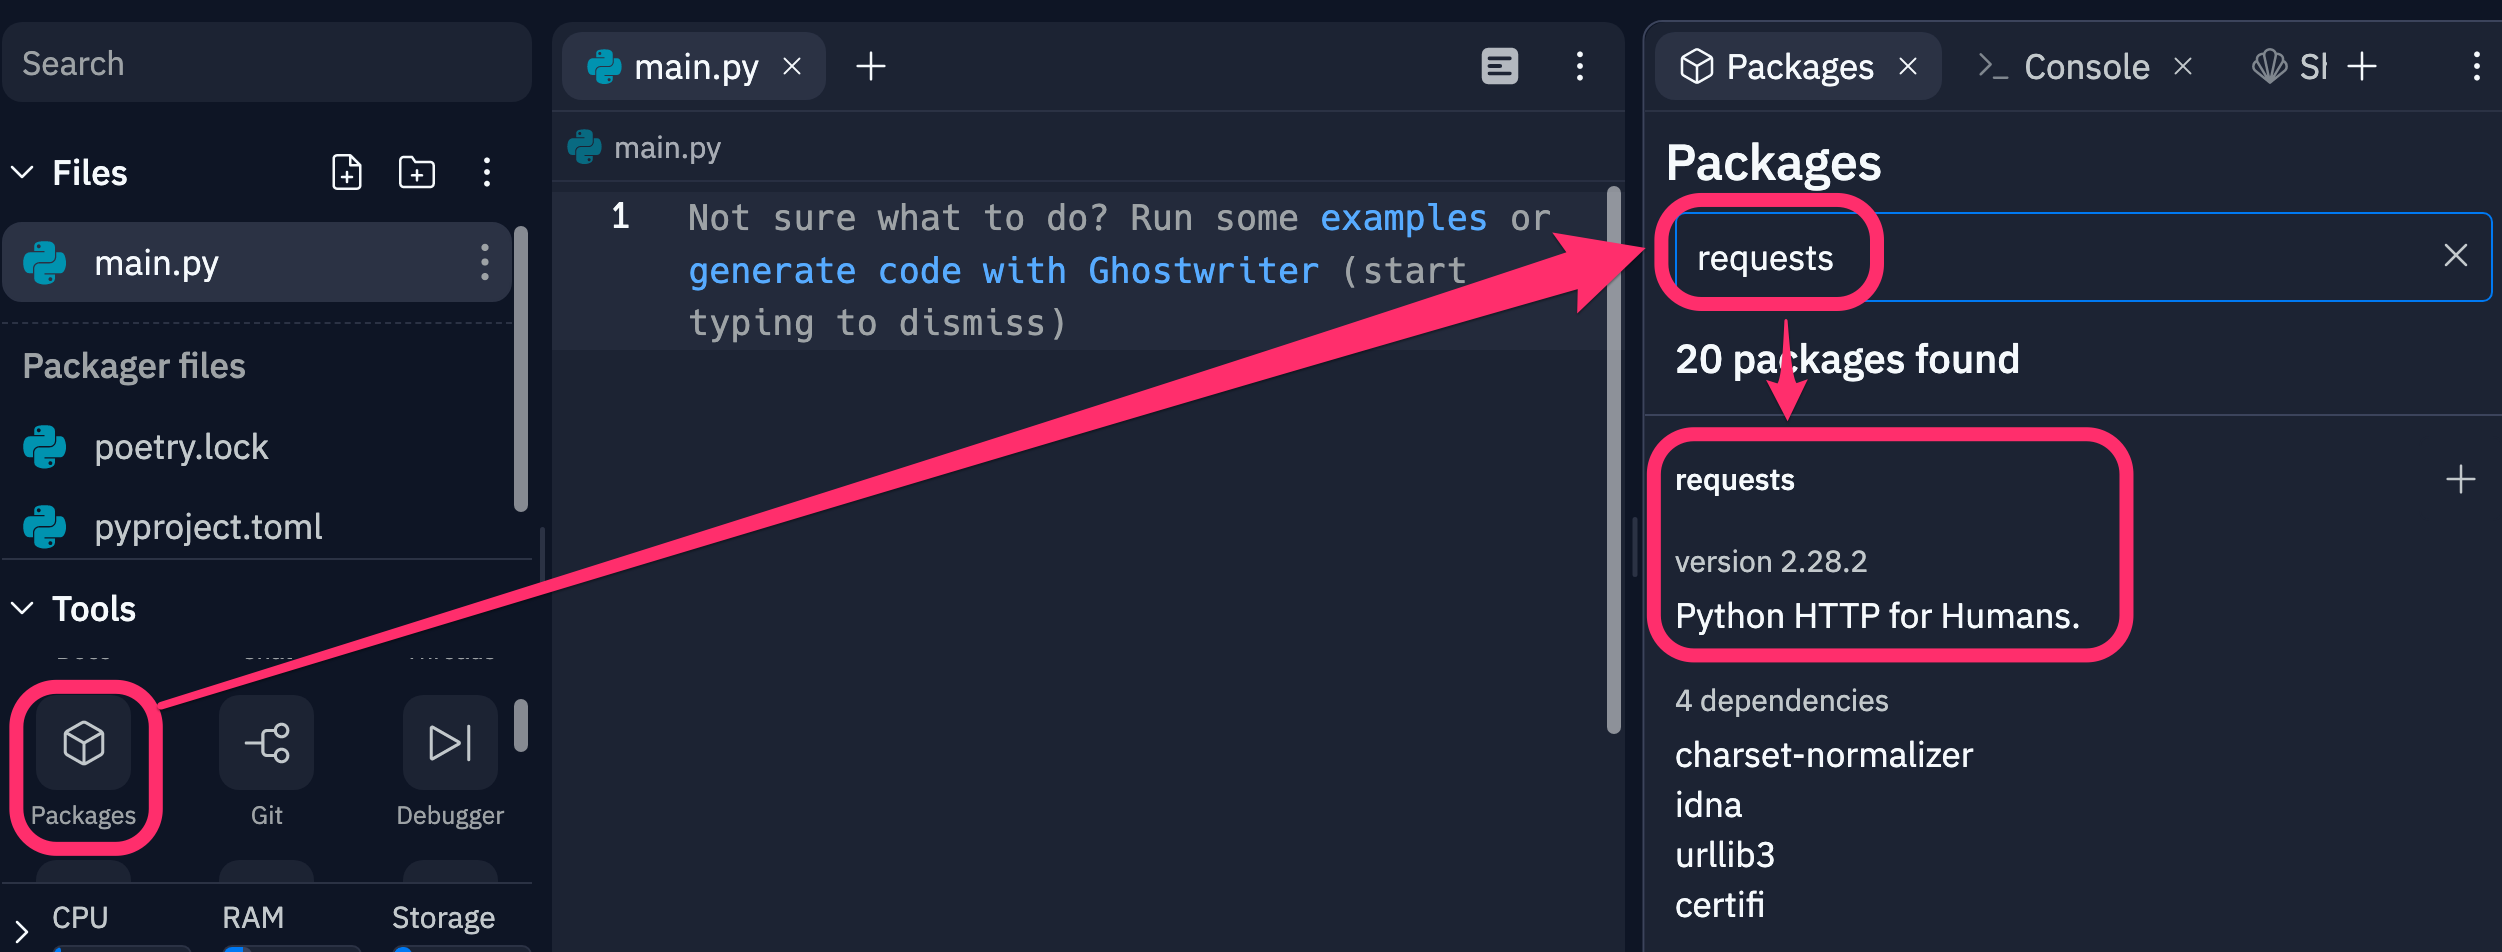 Search
Files
main.py
Packager files
poetry.lock
pyproject.toml
Tools
Packages
Git
Debugger
CPU
RAM
Storage
main.py
main.py
1
Not sure what to do? Run some examples or
generate code with Ghostwriter (start
typing to dismiss)
Packages
>_ Console
Packages
requests
20 packages found
requests
version 2.28.2
Python HTTP for Humans.
4 dependencies
charset-normalizer
idna
urllib3
certifi